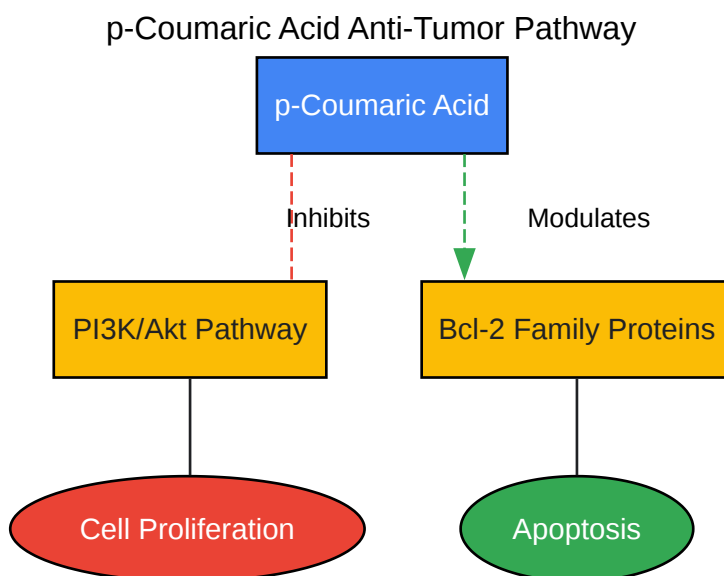 p-Coumaric Acid Anti-Tumor Pathway
p-Coumaric Acid
Inhibits
Modulates
PI3K/Akt Pathway
Bcl-2 Family Proteins
Cell Proliferation
Apoptosis